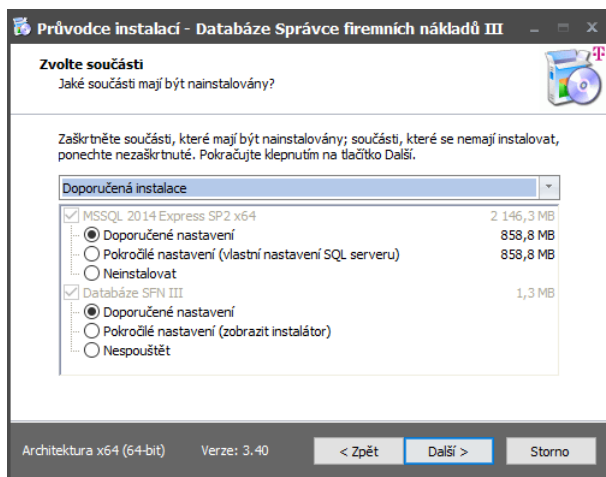 Průvodce instalací - Databáze Správce firemních nákladů III
Zvolte součásti
Jaké součásti mají být nainstalovány?
T
Zaškrtněte součásti, které mají být nainstalovány; součásti, které se nemají instalovat,
ponechte nezaškrtnuté. Pokračujte klepnutím na tlačítko Další.
Doporučená instalace
MSSQL 2014 Express SP2 x64 2 146,3 MB
Doporučené nastavení 858,8 MB
Pokročilé nastavení (vlastní nastavení SQL serveru) 858,8 MB
Neinstalovat
Databáze SFN III 1,3 MB
Doporučené nastavení
Pokročilé nastavení (zobrazit instalátor)
Nespouštět
Architektura x64 (64-bit) Verze: 3.40 < Zpět Další > Storno